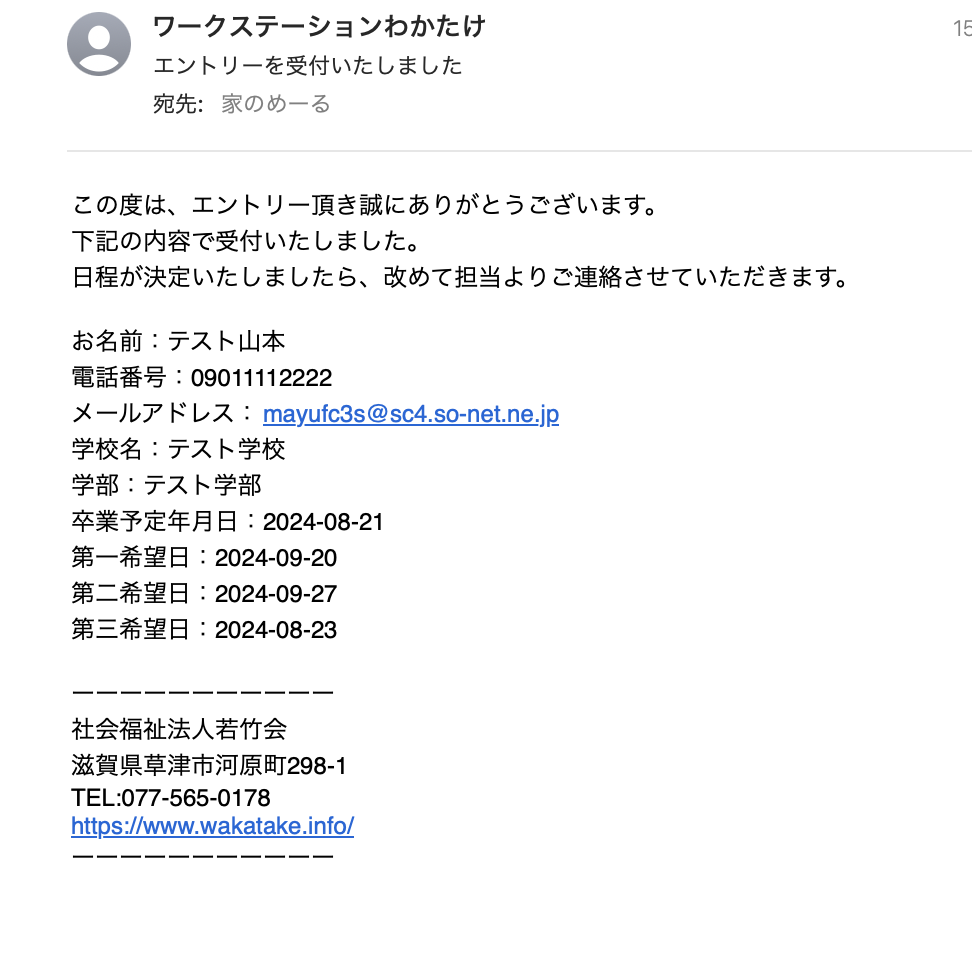 ワークステーションわかたけ
15
エントリーを受付いたしました
宛先: 家のめーる
この度は、エントリー頂き誠にありがとうございます。
下記の内容で受付いたしました。
日程が決定いたしましたら、改めて担当よりご連絡させていただきます。
お名前：テスト山本
電話番号：09011112222
メールアドレス： mayufc3s@sc4.so-net.ne.jp
学校名：テスト学校
学部：テスト学部
卒業予定年月日：2024-08-21
第一希望日：2024-09-20
第二希望日：2024-09-27
第三希望日：2024-08-23
ーーーーーーーーーーー
社会福祉法人若竹会
滋賀県草津市河原町298-1
TEL:077-565-0178
https://www.wakatake.info/
ーーーーーーーーーーー